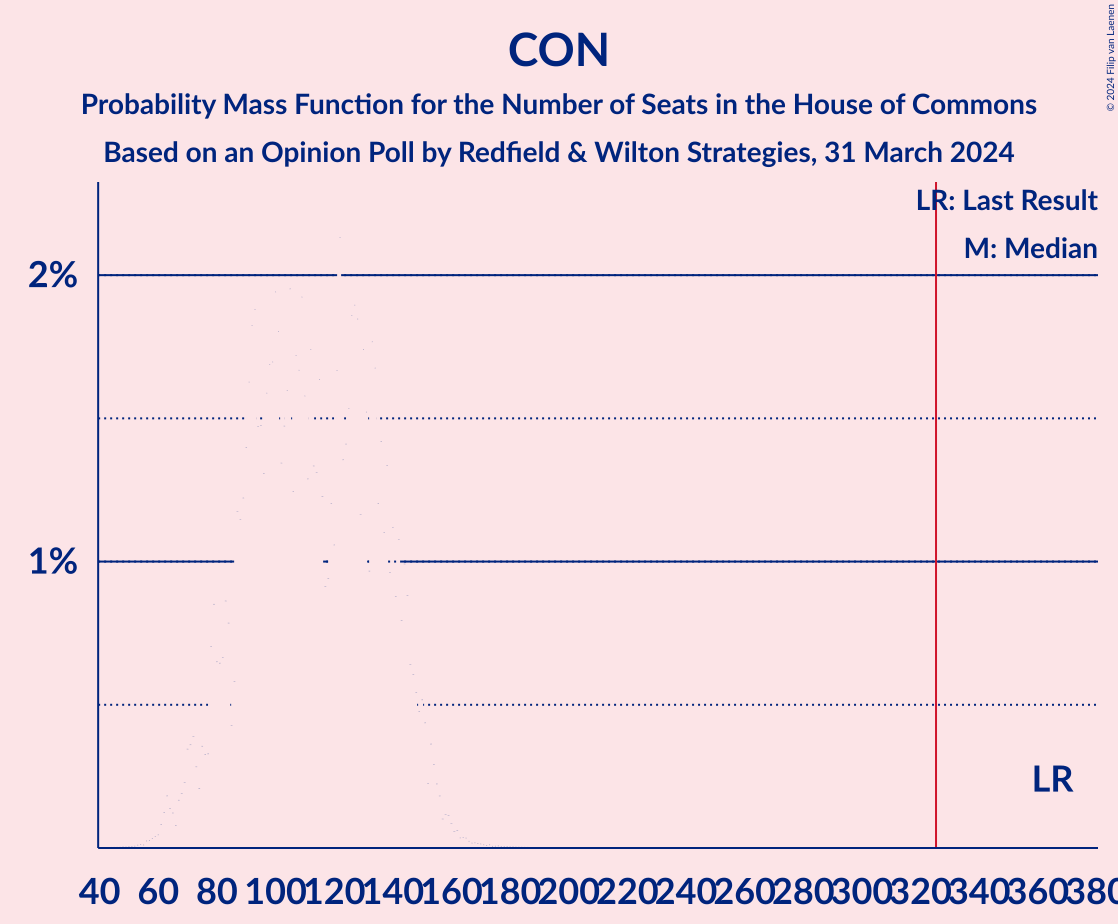 © 2024 Filip van Laenen
CON
Probability Mass Function for the Number of Seats in the House of Commons
Based on an Opinion Poll by Redfield & Wilton Strategies, 31 March 2024
LR: Last Result
M: Median
2%
1%
LR
40 60 80 100 120 140 160 180 200 220 240 260 280 300 320 340 360 380